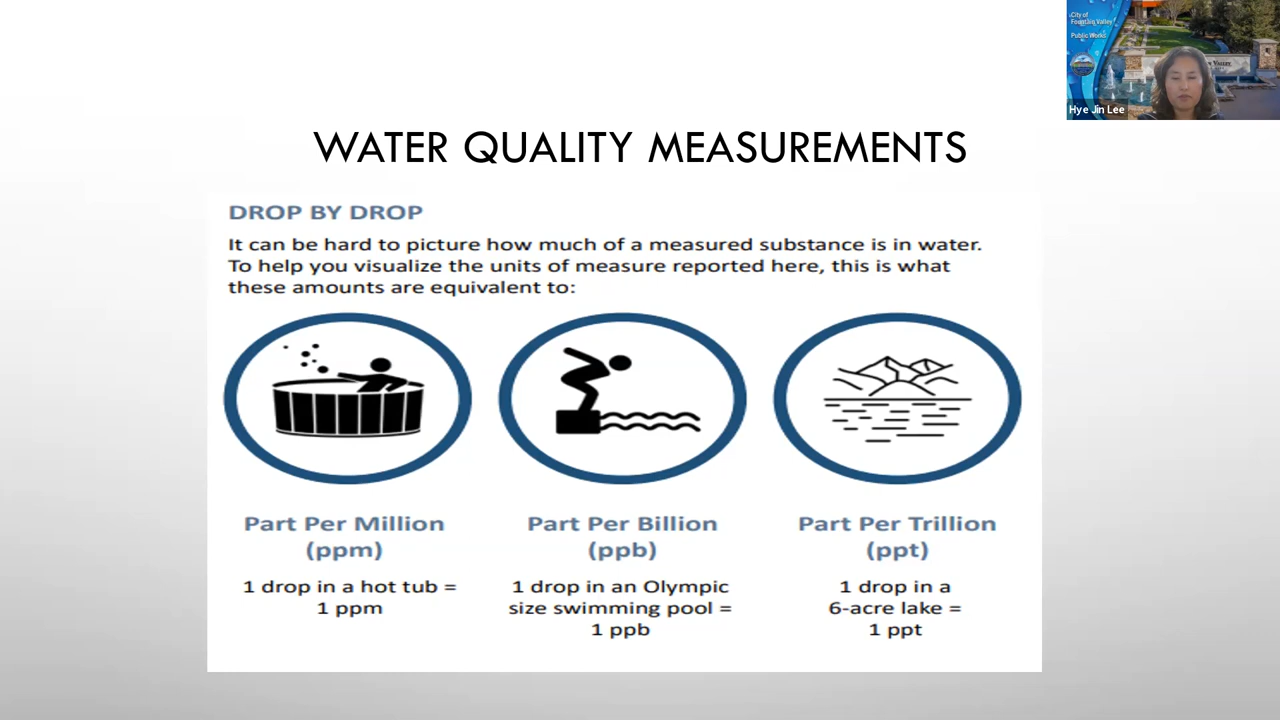 City of
Fountain Valley
Public Works
Hye Jin Lee
WATER QUALITY MEASUREMENTS
DROP BY DROP
It can be hard to picture how much of a measured substance is in water.
To help you visualize the units of measure reported here, this is what
these amounts are equivalent to:
Part Per Million
(ppm)
1 drop in a hot tub =
1 ppm
Part Per Billion
(ppb)
1 drop in an Olympic
size swimming pool =
1 ppb
Part Per Trillion
(ppt)
1 drop in a
6-acre lake =
1 ppt